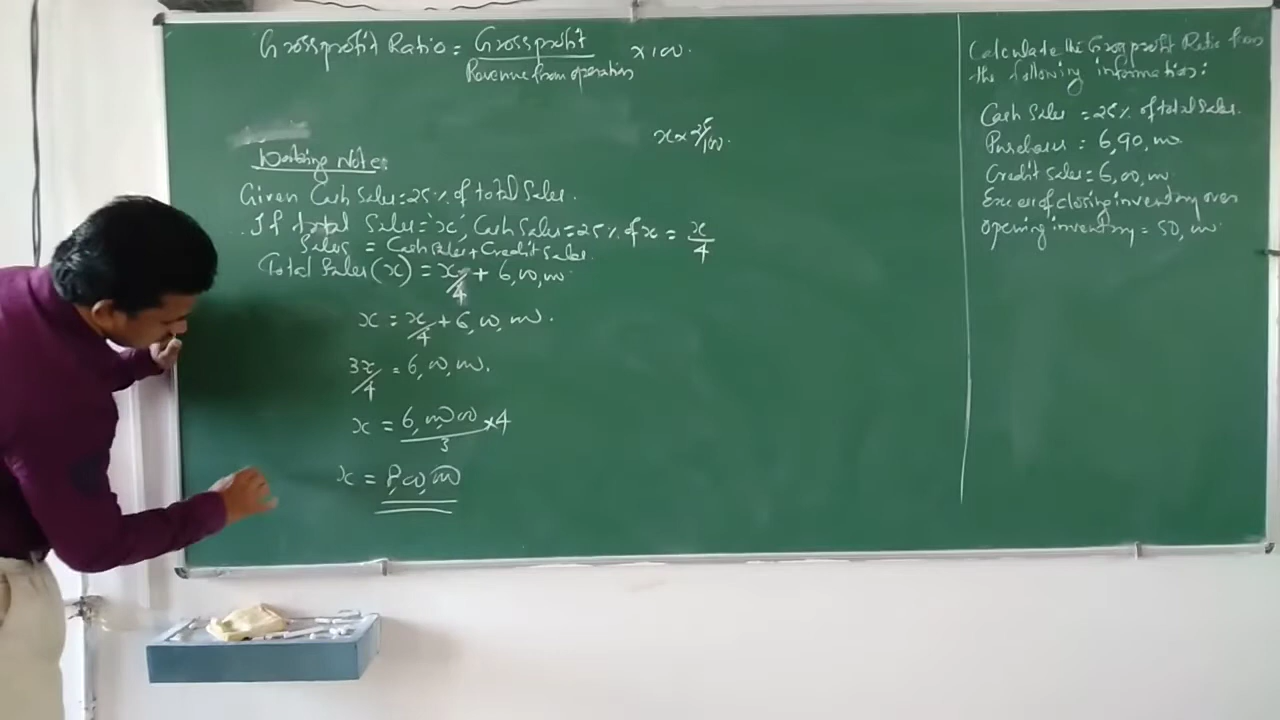 Grossprofit Ratio = Grossprofit / Revenue from operations × 100.
x × 25/100.
Working Note:
Given Cash Sales = 25% of total Sales.
If total Sales = 'x', Cash Sales = 25% of x = x/4
Sales = Cash Sales + Credit Sales.
Total Sales (x) = x/4 + 6,00,000.
x = x/4 + 6,00,000.
3x/4 = 6,00,000.
x = 6,00,000/3 × 4
x = 8,00,000
Calculate the Gross profit Ratio from
the following information:
Cash Sales = 25% of total Sales.
Purchases = 6,90,000.
Credit Sales = 6,00,000.
Excess of closing inventory over
opening inventory = 50,000.